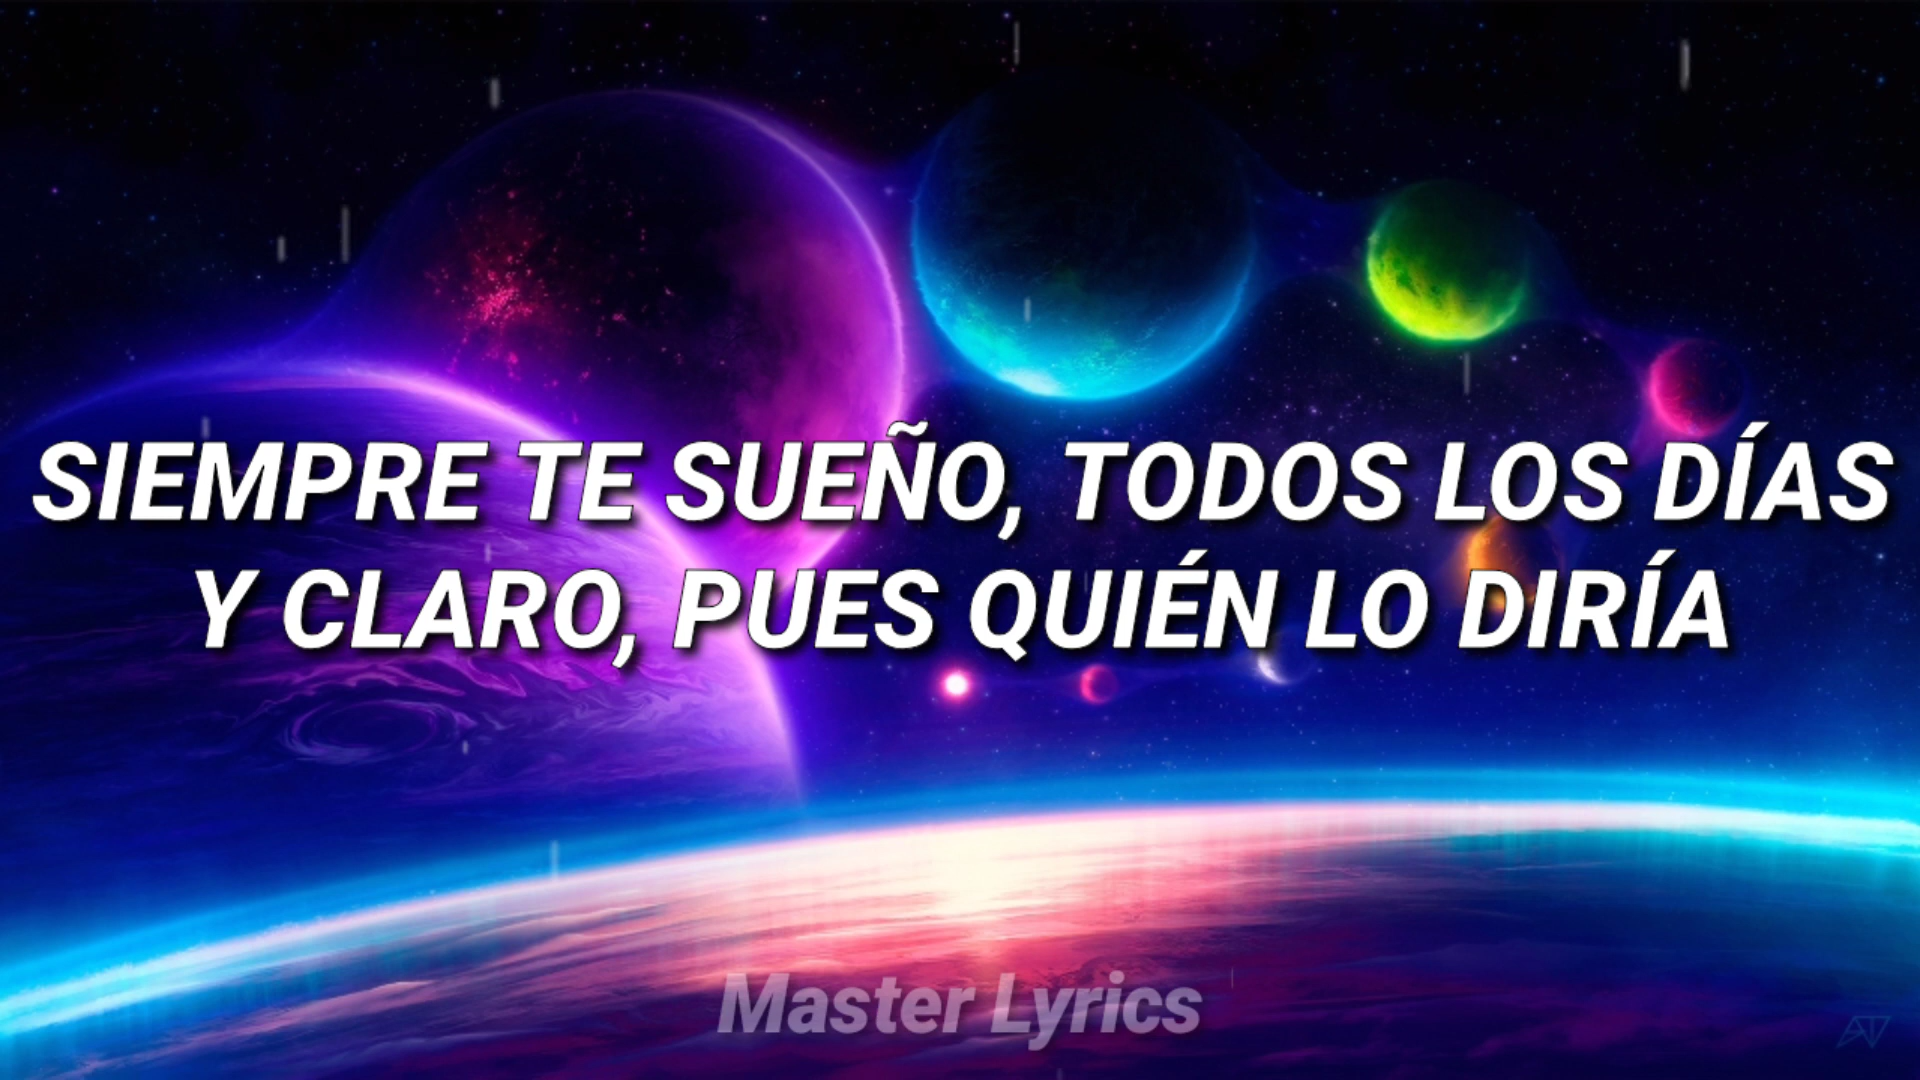 SIEMPRE TE SUEÑO, TODOS LOS DÍAS
Y CLARO, PUES QUIÉN LO DIRÍA
Master Lyrics